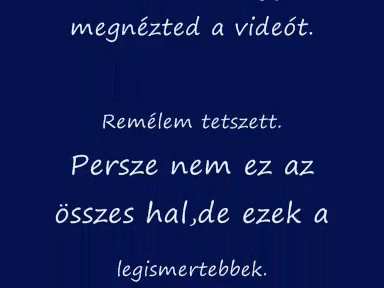 megnézted a videót.
Remélem tetszett.
Persze nem ez az
összes hal,de ezek a
legismertebbek.